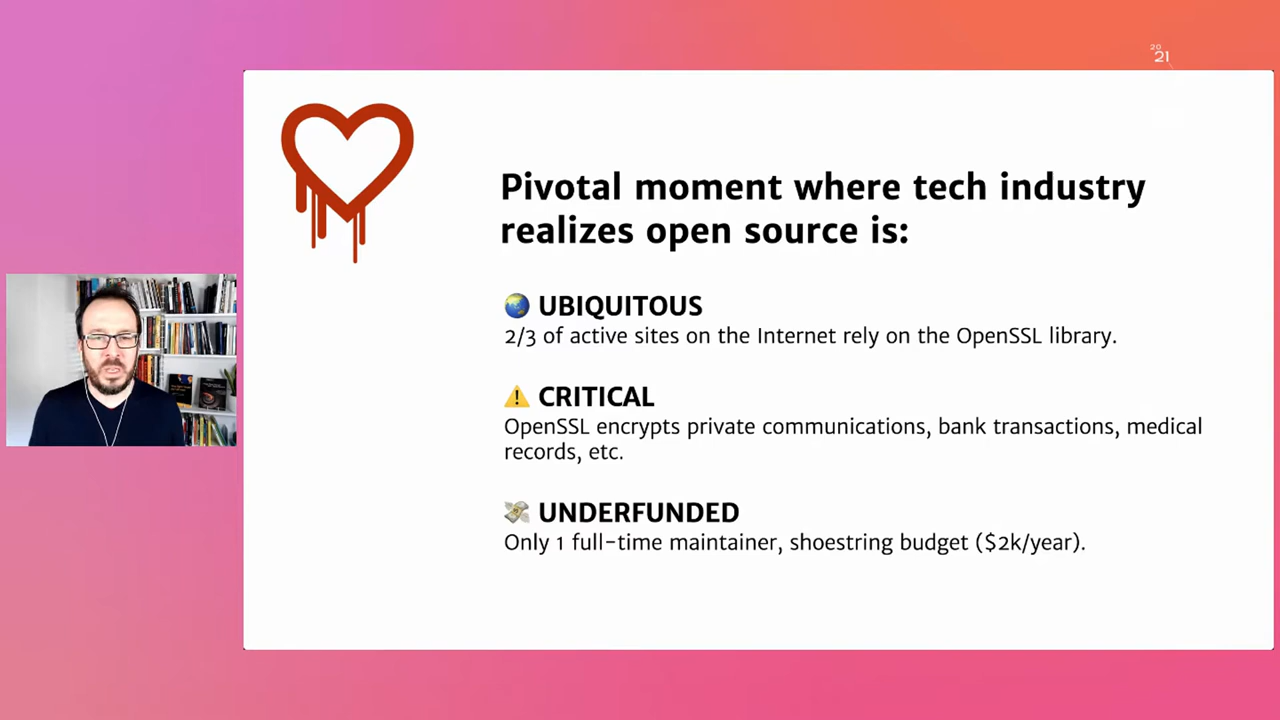 20
21
Pivotal moment where tech industry
realizes open source is:
🌏 UBIQUITOUS
2/3 of active sites on the Internet rely on the OpenSSL library.
⚠️ CRITICAL
OpenSSL encrypts private communications, bank transactions, medical
records, etc.
💸 UNDERFUNDED
Only 1 full-time maintainer, shoestring budget ($2k/year).